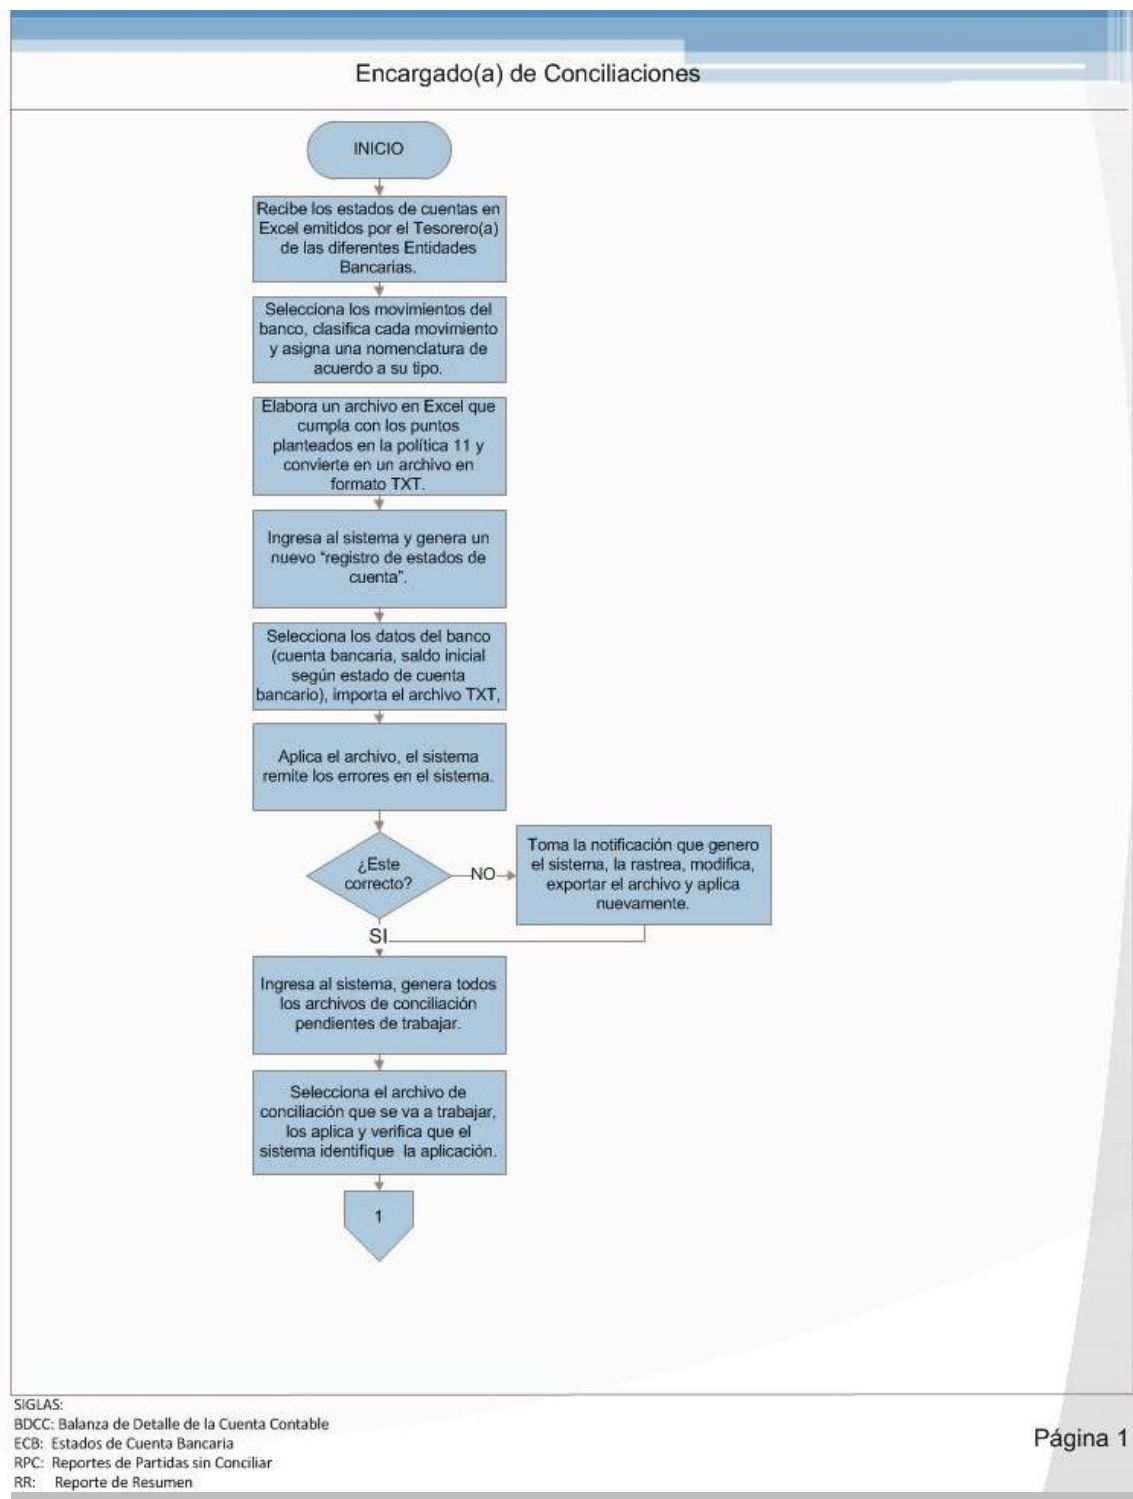 Encargado(a) de Conciliaciones
INICIO
Recibe los estados de cuentas en
Excel emitidos por el Tesorero(a)
de las diferentes Entidades
Bancarias.
Selecciona los movimientos del
banco, clasifica cada movimiento
y asigna una nomenclatura de
acuerdo a su tipo.
Elabora un archivo en Excel que
cumpla con los puntos
planteados en la política 11 y
convierte en un archivo en
formato TXT.
Ingresa al sistema y genera un
nuevo “registro de estados de
cuenta”.
Selecciona los datos del banco
(cuenta bancaria, saldo inicial
según estado de cuenta
bancario), importa el archivo TXT,
Aplica el archivo, el sistema
remite los errores en el sistema.
¿Este
correcto?
NO
Toma la notificación que genero
el sistema, la rastrea, modifica,
exportar el archivo y aplica
nuevamente.
SI
Ingresa al sistema, genera todos
los archivos de conciliación
pendientes de trabajar.
Selecciona el archivo de
conciliación que se va a trabajar,
los aplica y verifica que el
sistema identifique la aplicación.
1
SIGLAS:
BDCC: Balanza de Detalle de la Cuenta Contable
ECB: Estados de Cuenta Bancaria
RPC: Reportes de Partidas sin Conciliar
RR: Reporte de Resumen
Página 1